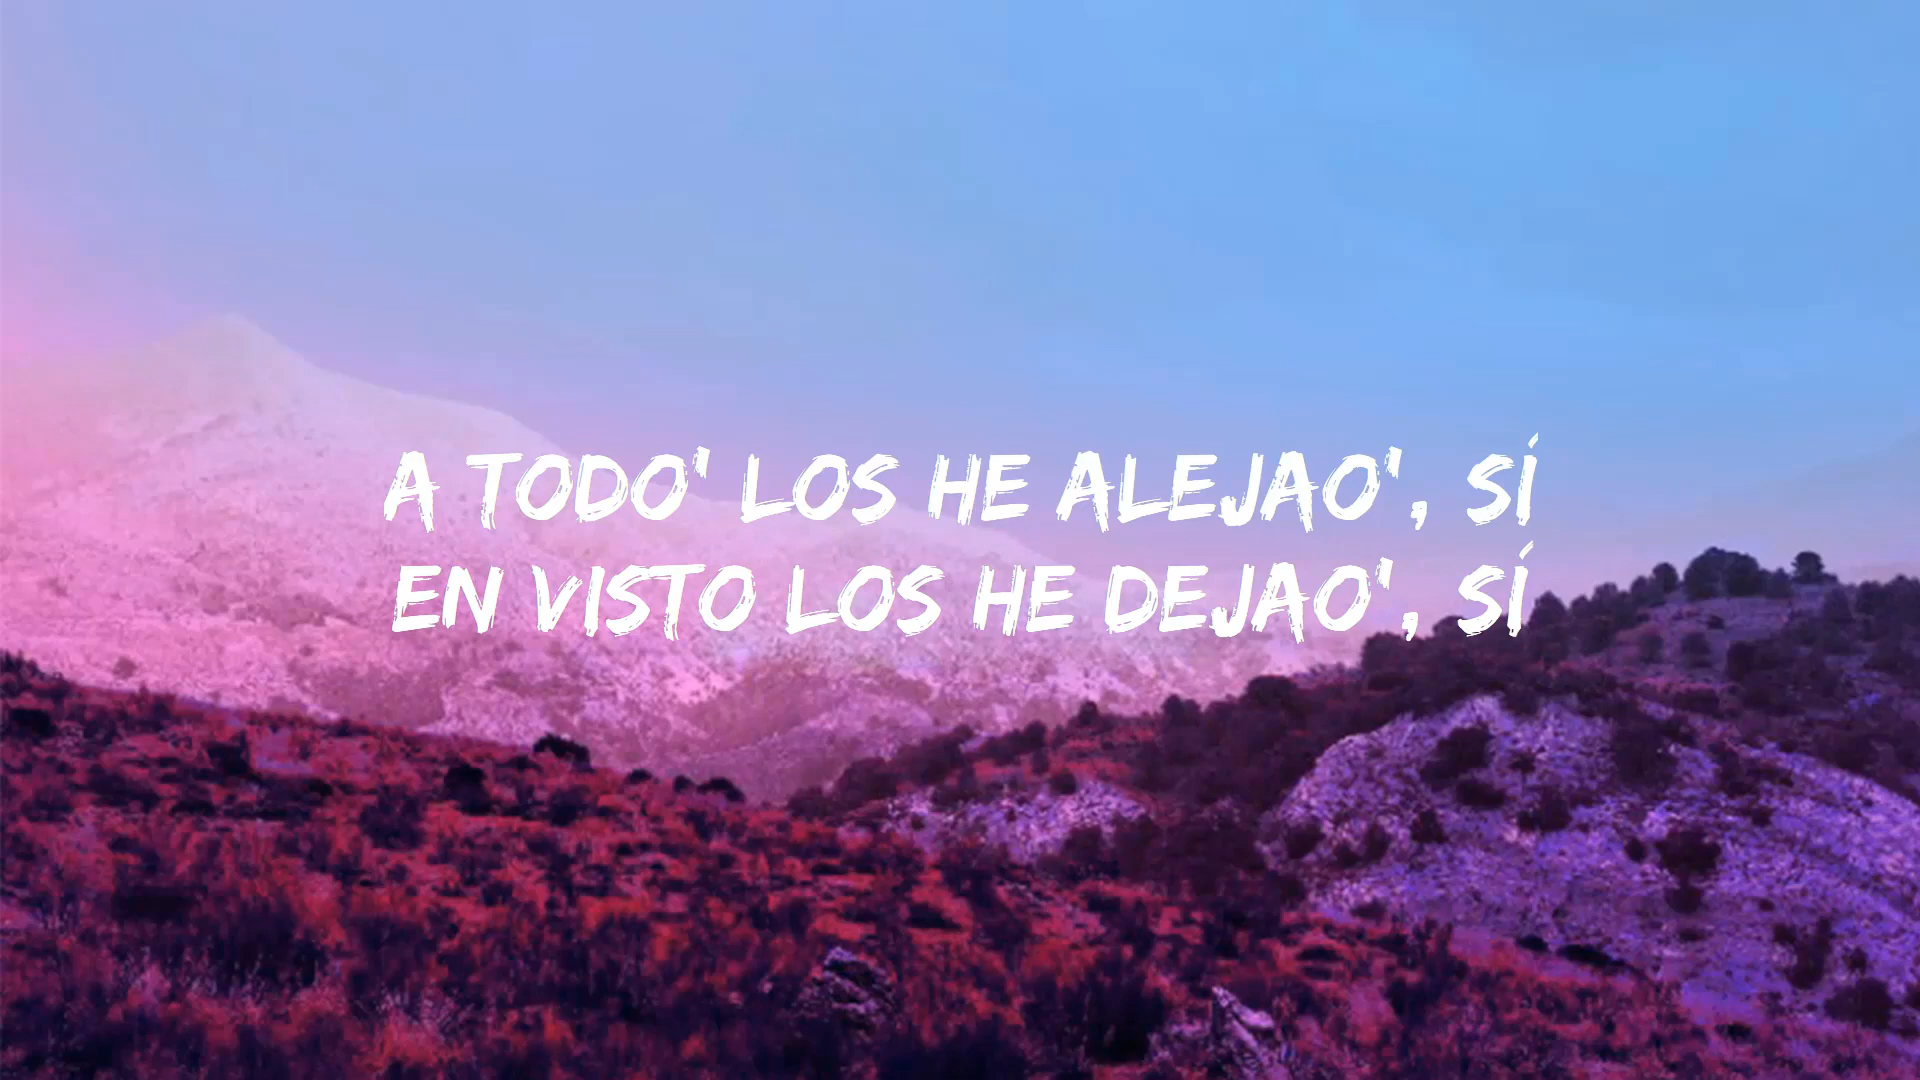 A TODO' LOS HE ALEJAO', SÍ
EN VISTO LOS HE DEJAO', SÍ